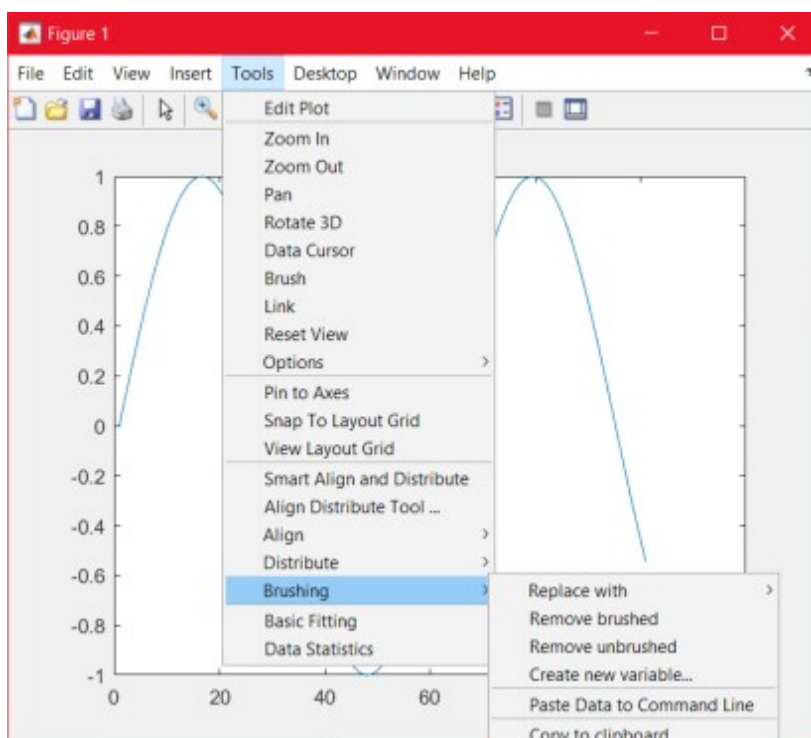 Figure 1
File Edit View Insert Tools Desktop Window Help
Edit Plot
Zoom In
Zoom Out
Pan
Rotate 3D
Data Cursor
Brush
Link
Reset View
Options
Pin to Axes
Snap To Layout Grid
View Layout Grid
Smart Align and Distribute
Align Distribute Tool ...
Align
Distribute
Brushing
Basic Fitting
Data Statistics
Replace with
Remove brushed
Remove unbrushed
Create new variable...
Paste Data to Command Line
Copy to clipboard
1
0.8
0.6
0.4
0.2
0
-0.2
-0.4
-0.6
-0.8
-1
0 20 40 60